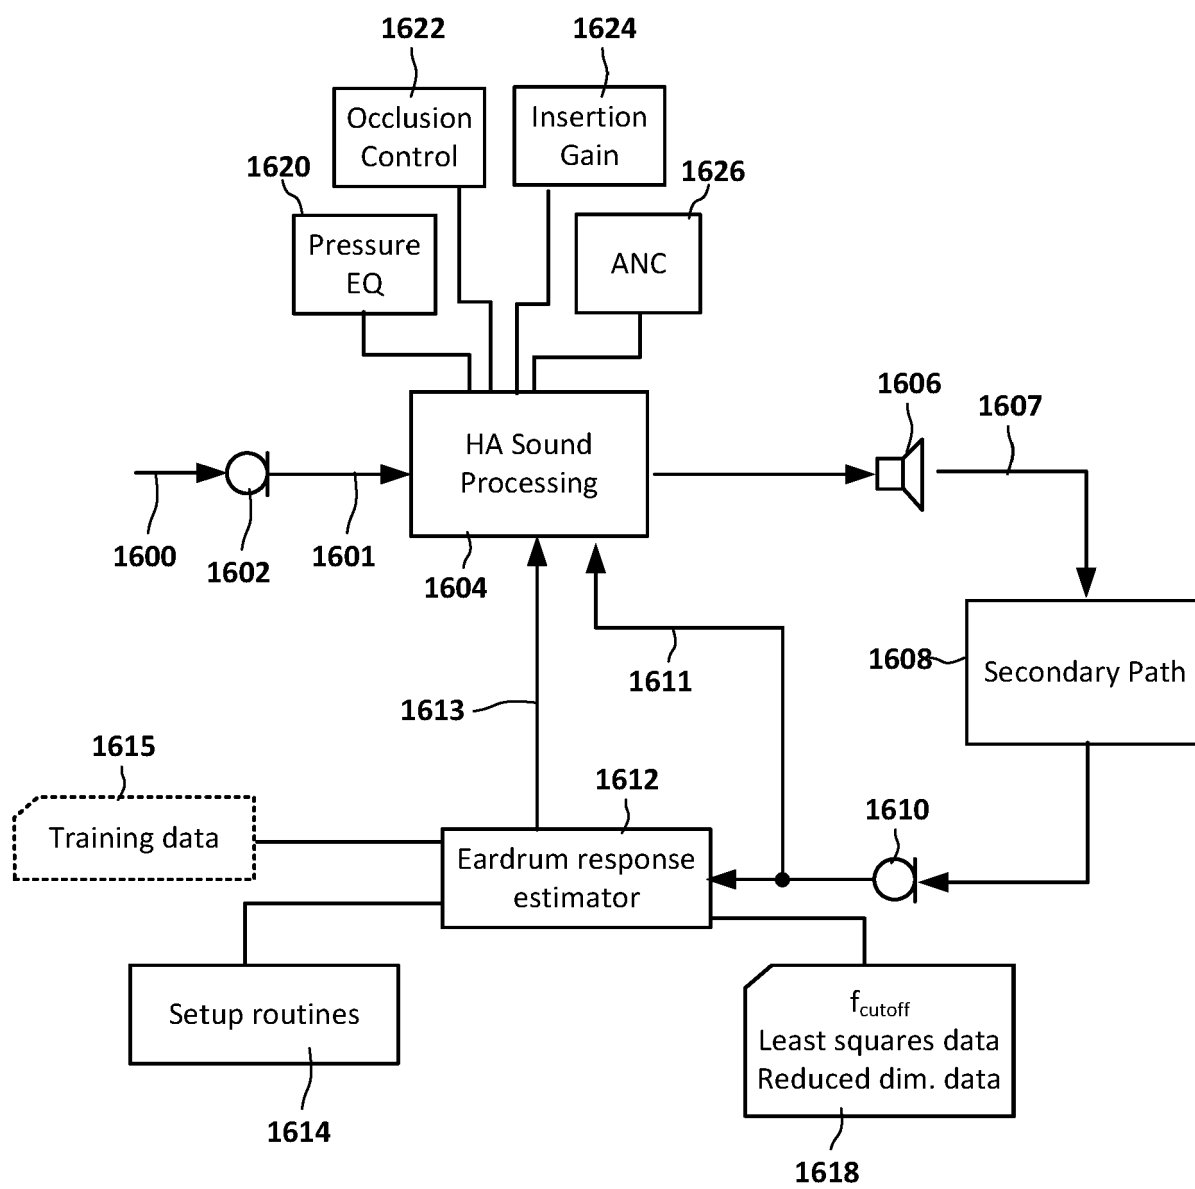 1622
1624
Occlusion
Control
Insertion
Gain
1620
1626
Pressure
EQ
ANC
1606
1607
HA Sound
Processing
1600
1602
1601
1604
1608
Secondary Path
1611
1613
1615
1612
Training data
1610
Eardrum response
estimator
Setup routines
fcutoff
Least squares data
Reduced dim. data
1614
1618